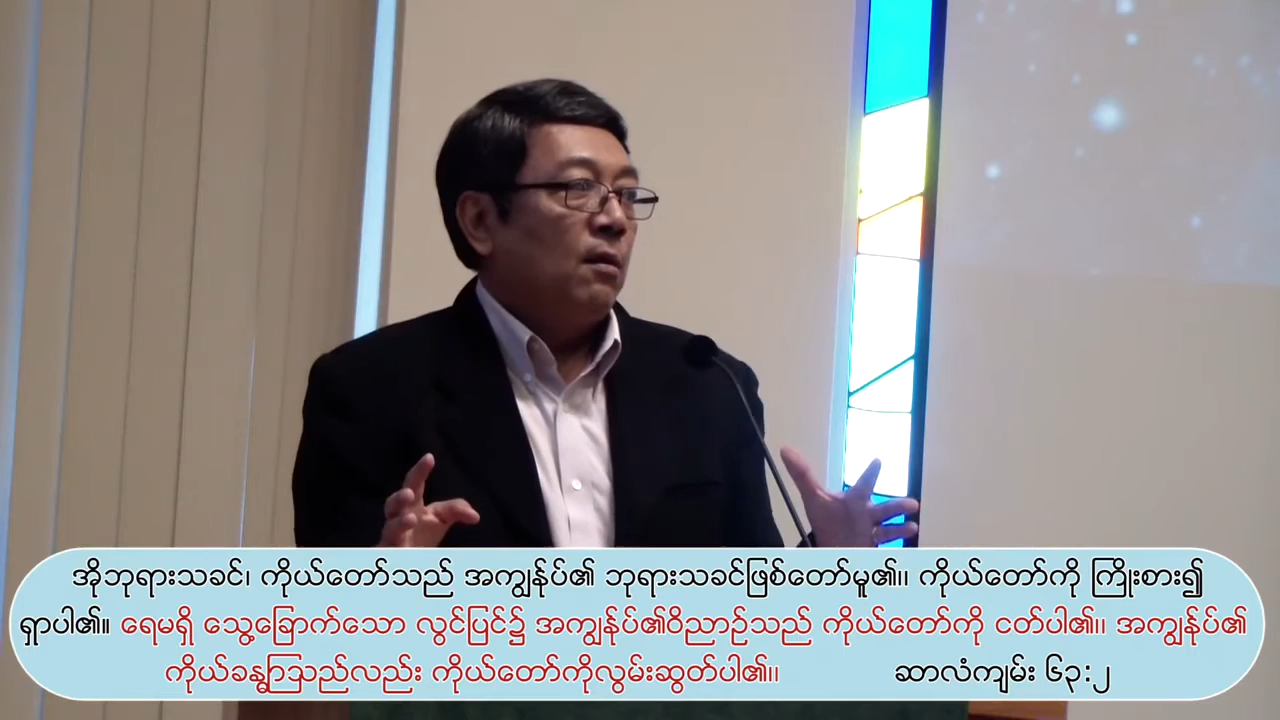 အိုဘုရားသခင်၊ ကိုယ်တော်သည် အကျွန်ုပ်၏ ဘုရားသခင်ဖြစ်တော်မူ၏။ ကိုယ်တော်ကို ကြိုးစား၍
ရှာပါ၏။ ရေမရှိ သွေ့ခြောက်သော လွင်ပြင်၌ အကျွန်ုပ်၏ဝိညာဉ်သည် ကိုယ်တော်ကို ငတ်ပါ၏။ အကျွန်ုပ်၏
ကိုယ်ခန္ဓာသည်လည်း ကိုယ်တော်ကိုလွမ်းဆွတ်ပါ၏။ ဆာလံကျမ်း ၆၃:၂